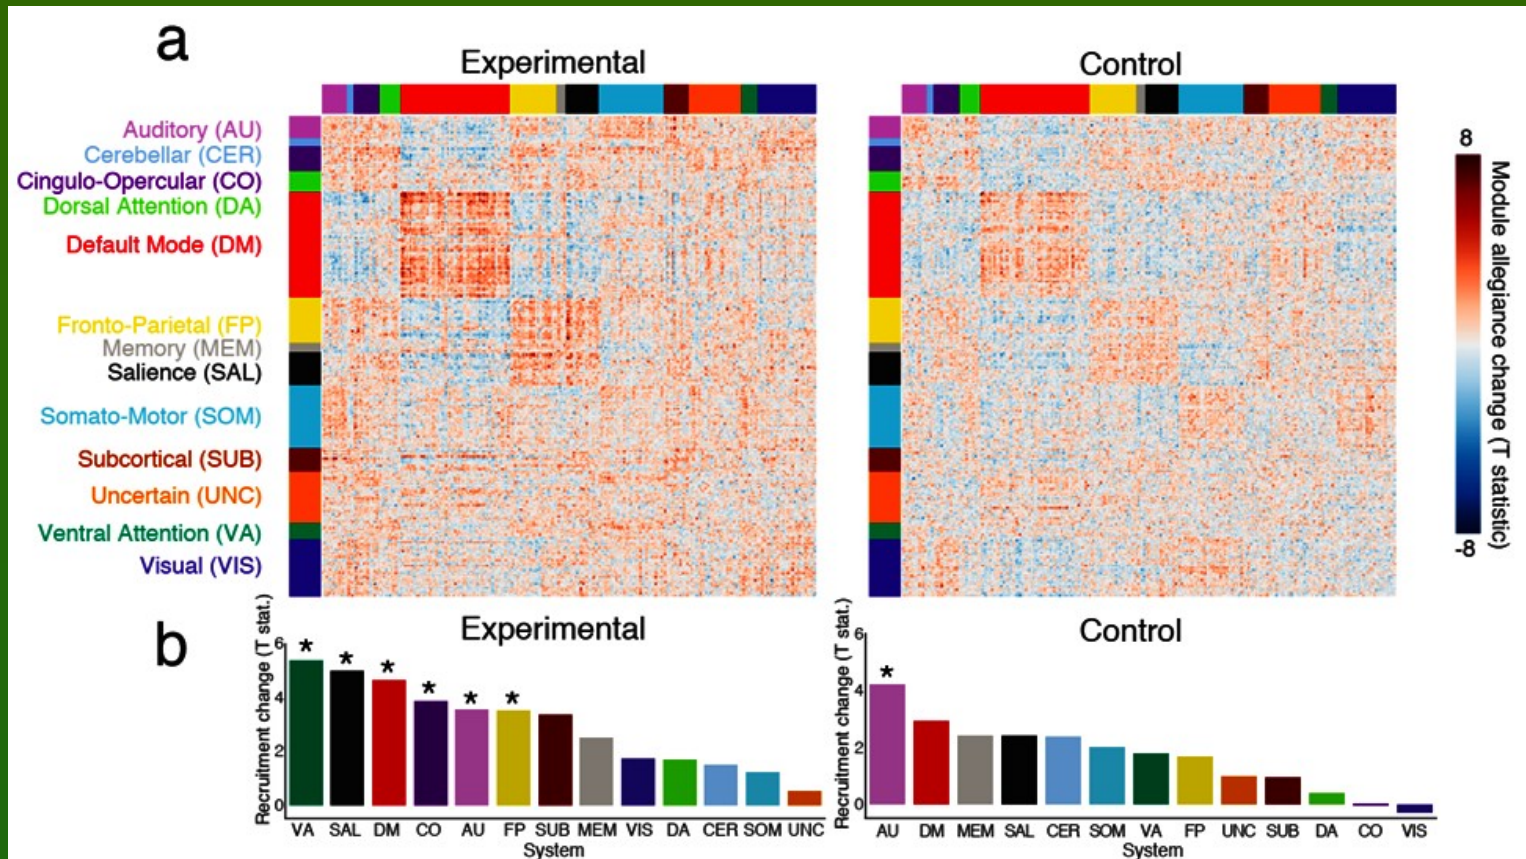 a
Experimental
Control
Auditory (AU)
Cerebellar (CER)
Cingulo-Opercular (CO)
Dorsal Attention (DA)
Default Mode (DM)
Fronto-Parietal (FP)
Memory (MEM)
Salience (SAL)
Somato-Motor (SOM)
Subcortical (SUB)
Uncertain (UNC)
Ventral Attention (VA)
Visual (VIS)
8
Module allegiance change (T statistic)
-8
b
Experimental
Recruitment change (T stat.)
6
4
2
0
* * * * * *
VA SAL DM CO AU FP SUB MEM VIS DA CER SOM UNC
System
Control
Recruitment change (T stat.)
6
4
2
0
*
AU DM MEM SAL CER SOM VA FP UNC SUB DA CO VIS
System